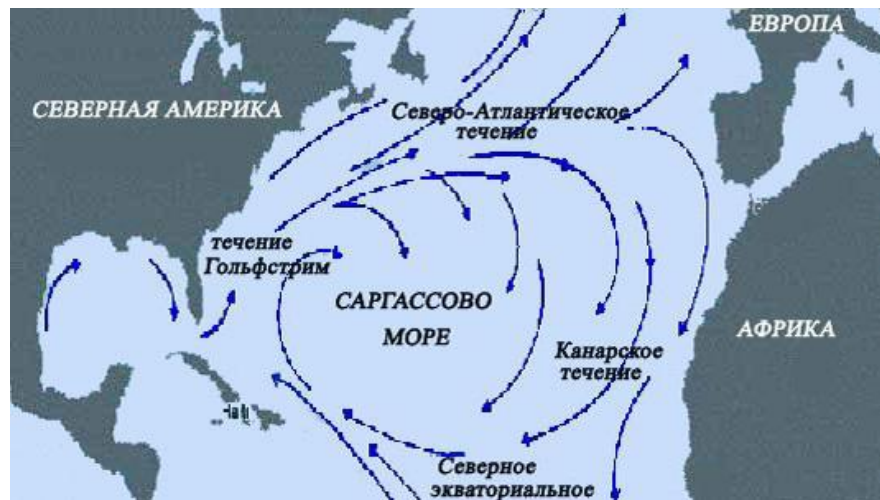 ЕВРОПА
СЕВЕРНАЯ АМЕРИКА
Северо-Атлантическое
течение
течение
Гольфстрим
САРГАССОВО
МОРЕ
АФРИКА
Канарское
течение
Северное
экваториальное